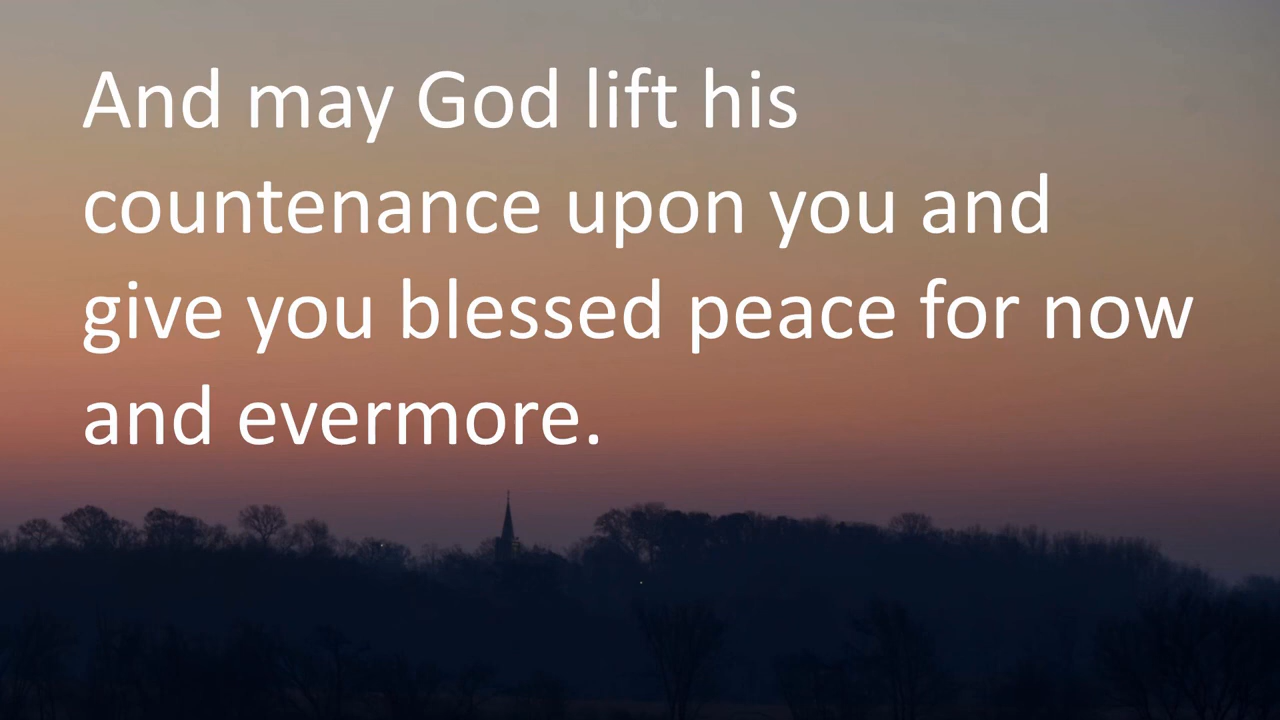 And may God lift his
countenance upon you and
give you blessed peace for now
and evermore.